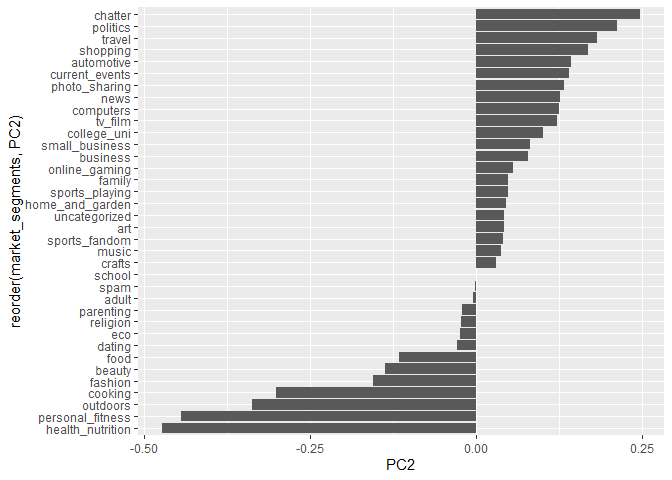 chatter
politics
travel
shopping
automotive
current_events
photo_sharing
news
computers
tv_film
college_uni
small_business
business
online_gaming
family
sports_playing
home_and_garden
uncategorized
art
sports_fandom
music
crafts
school
spam
adult
parenting
religion
eco
dating
food
beauty
fashion
cooking
outdoors
personal_fitness
health_nutrition
reorder(market_segments, PC2)
-0.50 -0.25 0.00 0.25
PC2